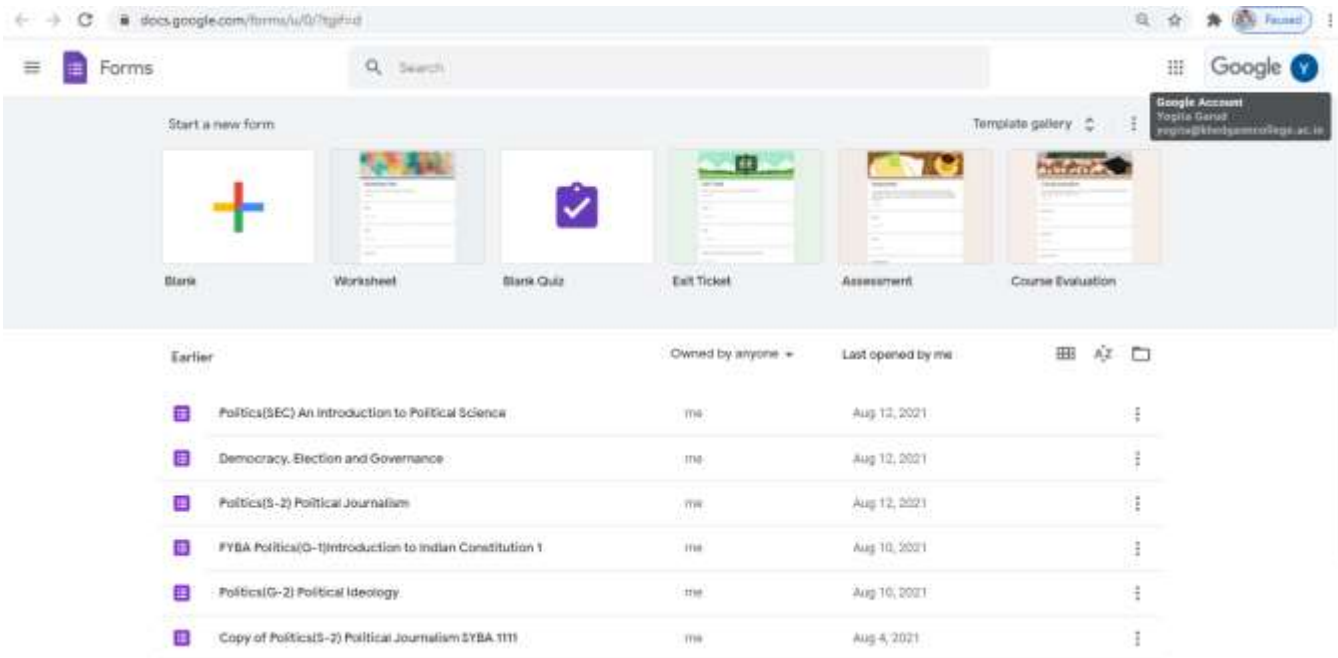 docs.google.com/forms/u/0/?tgif=d
Paused
Forms
Search
Google Y
Google Account
Yogita Garud
Start a new form
Template gallery
Blank
Worksheet
Blank Quiz
Exit Ticket
Assessment
Course Evaluation
Earlier
Owned by anyone
Last opened by me
Politics(SEC) An Introduction to Political Science me Aug 12, 2021
Democracy, Election and Governance me Aug 12, 2021
Politics(S-2) Political Journalism me Aug 12, 2021
FYBA Politics(G-1)Introduction to Indian Constitution 1 me Aug 10, 2021
Politics(G-2) Political Ideology me Aug 10, 2021
Copy of Politics(S-2) Political Journalism SYBA 1111 me Aug 4, 2021